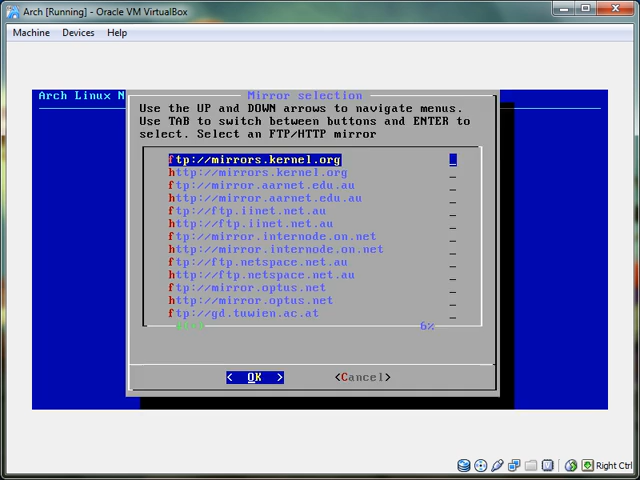 Arch [Running] - Oracle VM VirtualBox
Machine Devices Help
Arch Linux N
Mirror selection
Use the UP and DOWN arrows to navigate menus.
Use TAB to switch between buttons and ENTER to
select. Select an FTP/HTTP mirror
ftp://mirrors.kernel.org _
http://mirrors.kernel.org _
ftp://mirror.aarnet.edu.au _
http://mirror.aarnet.edu.au _
ftp://ftp.iinet.net.au _
http://ftp.iinet.net.au _
ftp://mirror.internode.on.net _
http://mirror.internode.on.net _
ftp://ftp.netspace.net.au _
http://ftp.netspace.net.au _
ftp://mirror.optus.net _
http://mirror.optus.net _
ftp://gd.tuwien.ac.at _
6%
< OK > <Cancel>
Right Ctrl